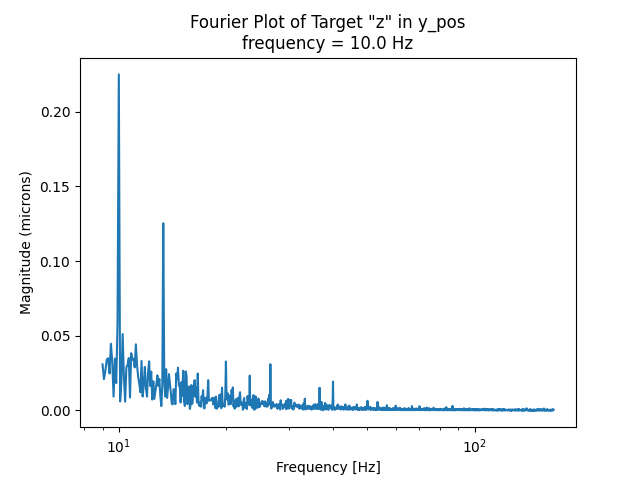 Fourier Plot of Target "z" in y_pos
frequency = 10.0 Hz
0.20
0.15
0.10
0.05
0.00
Magnitude (microns)
10¹
10²
Frequency [Hz]